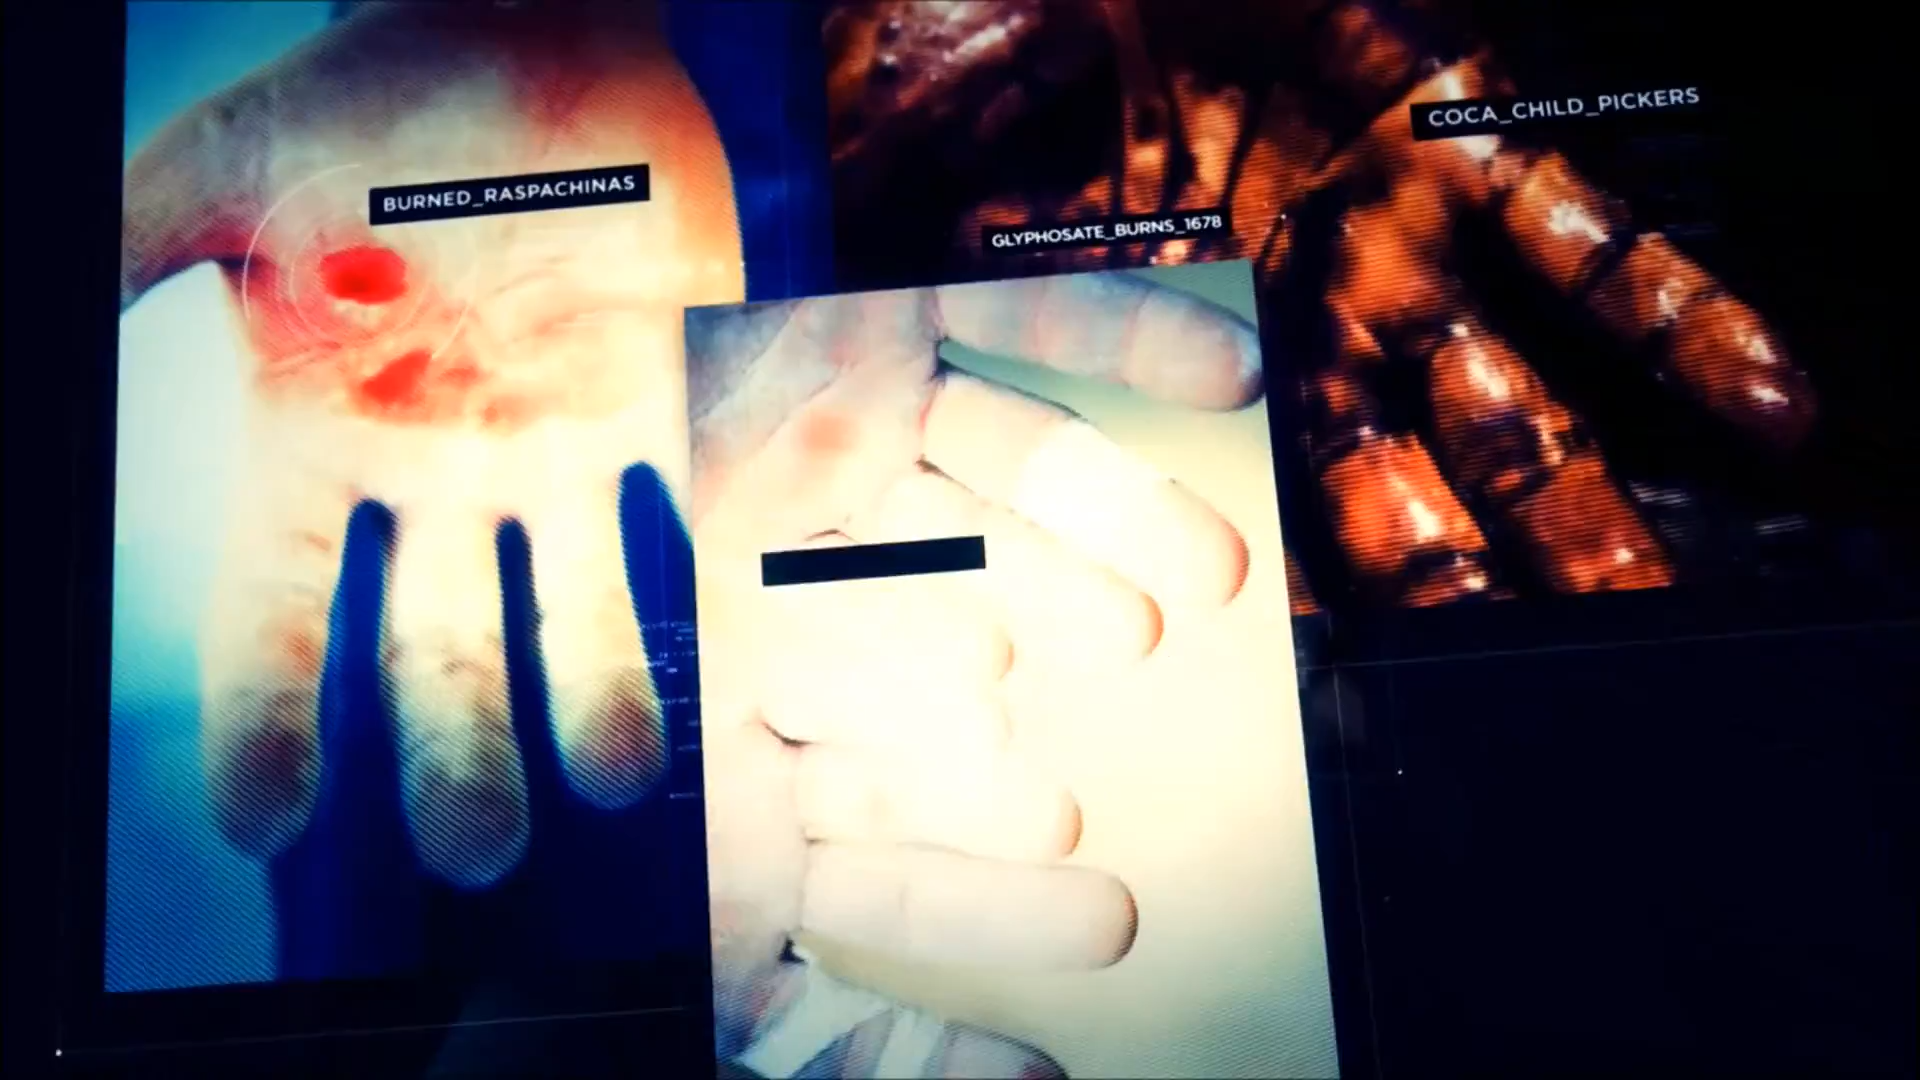 BURNED_RASPACHINAS
COCA_CHILD_PICKERS
GLYPHOSATE_BURNS_1678